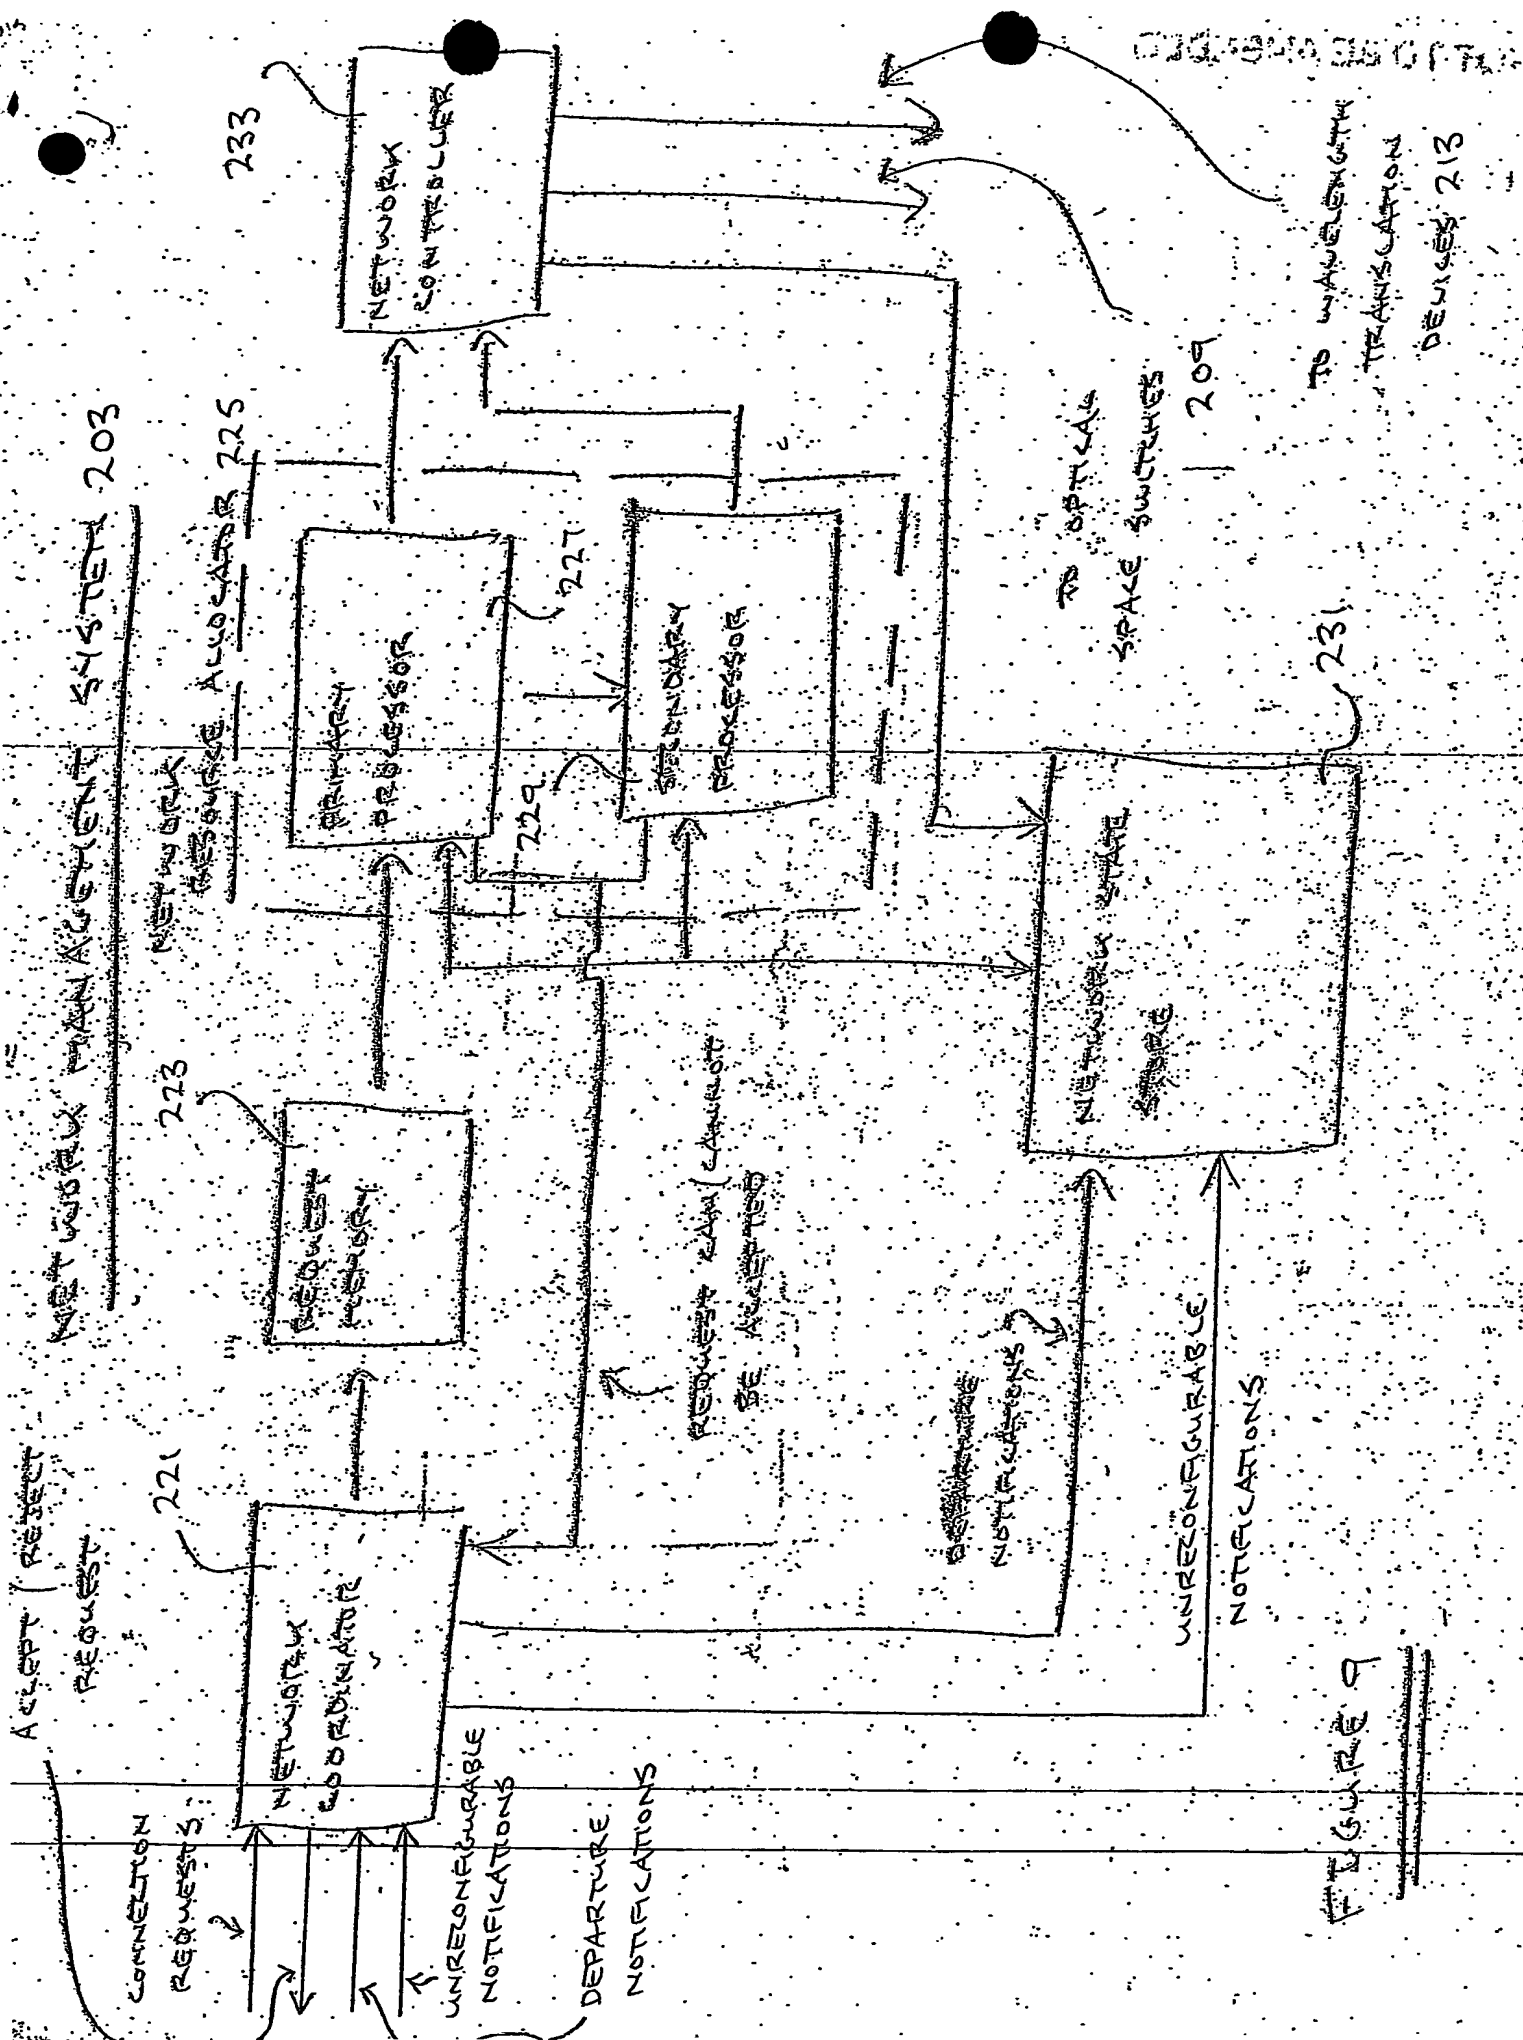 NETWORK MANAGEMENT SYSTEM 203
ACCEPT / REJECT
REQUEST
CONNECTION
REQUESTS
221
NETWORK
COORDINATOR
UNRECONFIGURABLE
NOTIFICATIONS
DEPARTURE
NOTIFICATIONS
223
REQUEST
MEMORY
NETWORK
RESOURCE ALLOCATOR 225
PRIMARY
PROCESSOR
227
229
SECONDARY
PROCESSOR
233
NETWORK
CONTROLLER
REQUEST CAN / CANNOT
BE ACCEPTED
DEPARTURE
NOTIFICATIONS
UNRECONFIGURABLE
NOTIFICATIONS
NETWORK STATE
STORE
231
TO OPTICAL
SPACE SWITCHES
209
TO WAVELENGTH
TRANSLATION
DEVICES 213
FIGURE 9